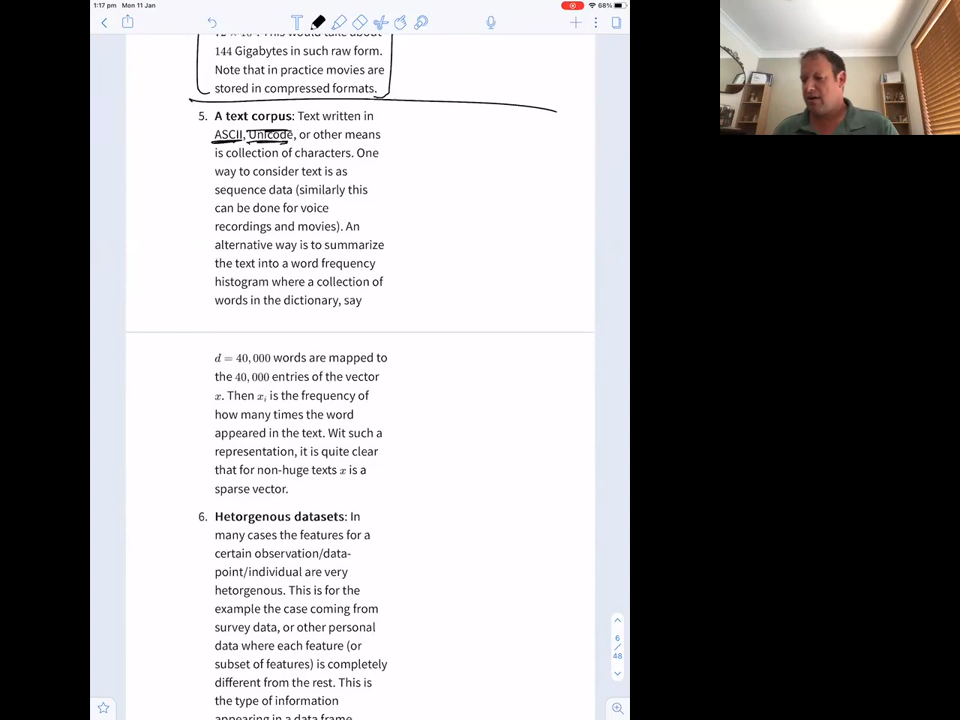 1:17 pm Mon 11 Jan
68%
144 Gigabytes in such raw form.
Note that in practice movies are
stored in compressed formats.
5. A text corpus: Text written in
ASCII, Unicode, or other means
is collection of characters. One
way to consider text is as
sequence data (similarly this
can be done for voice
recordings and movies). An
alternative way is to summarize
the text into a word frequency
histogram where a collection of
words in the dictionary, say
d = 40,000 words are mapped to
the 40,000 entries of the vector
x. Then xᵢ is the frequency of
how many times the word
appeared in the text. Wit such a
representation, it is quite clear
that for non-huge texts x is a
sparse vector.
6. Hetorgenous datasets: In
many cases the features for a
certain observation/data-
point/individual are very
hetorgenous. This is for the
example the case coming from
survey data, or other personal
data where each feature (or
subset of features) is completely
different from the rest. This is
the type of information
appearing in a data frame
6
/
48